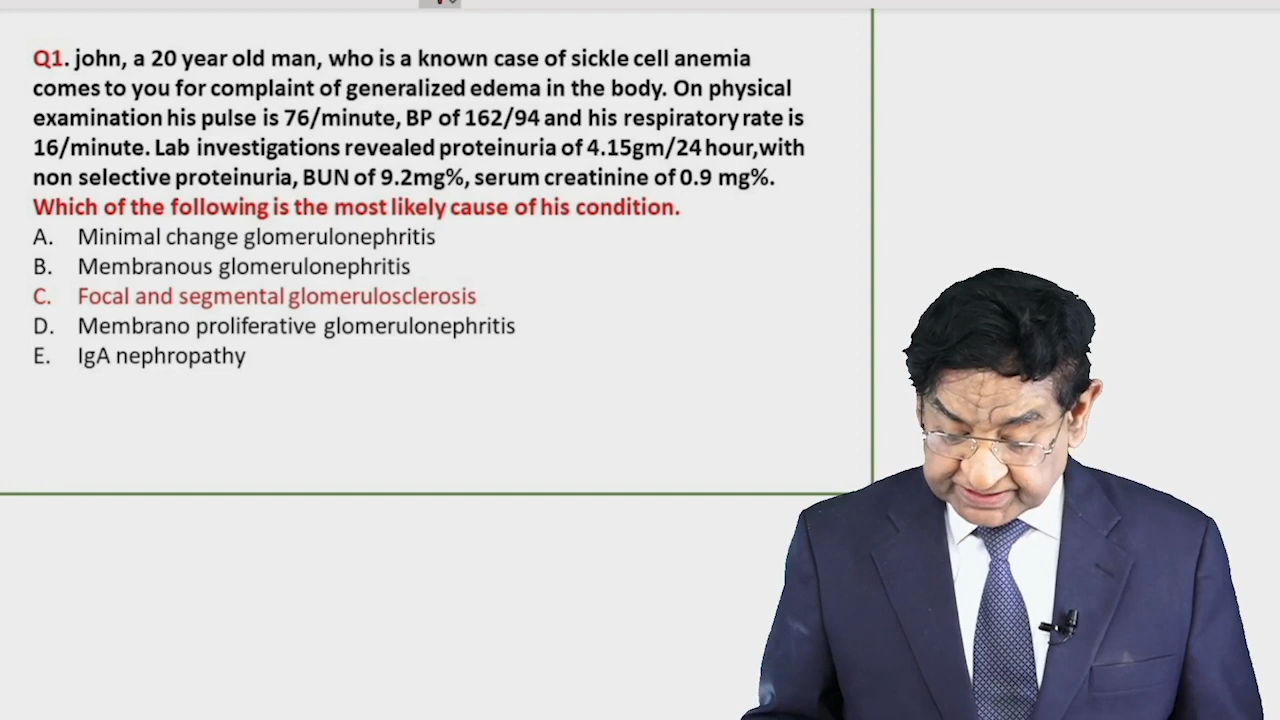 Q1. john, a 20 year old man, who is a known case of sickle cell anemia
comes to you for complaint of generalized edema in the body. On physical
examination his pulse is 76/minute, BP of 162/94 and his respiratory rate is
16/minute. Lab investigations revealed proteinuria of 4.15gm/24 hour,with
non selective proteinuria, BUN of 9.2mg%, serum creatinine of 0.9 mg%.
Which of the following is the most likely cause of his condition.
A. Minimal change glomerulonephritis
B. Membranous glomerulonephritis
C. Focal and segmental glomerulosclerosis
D. Membrano proliferative glomerulonephritis
E. IgA nephropathy